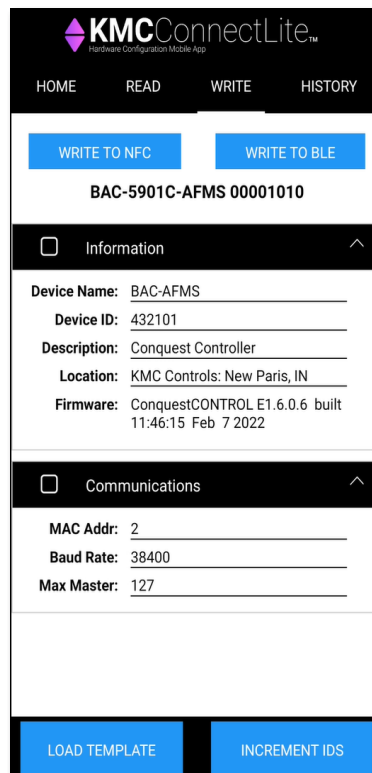 KMCConnectLite™
Hardware Configuration Mobile App
HOME READ WRITE HISTORY
WRITE TO NFC WRITE TO BLE
BAC-5901C-AFMS 00001010
Information
Device Name: BAC-AFMS
Device ID: 432101
Description: Conquest Controller
Location: KMC Controls: New Paris, IN
Firmware: ConquestCONTROL E1.6.0.6 built
11:46:15 Feb 7 2022
Communications
MAC Addr: 2
Baud Rate: 38400
Max Master: 127
LOAD TEMPLATE INCREMENT IDS